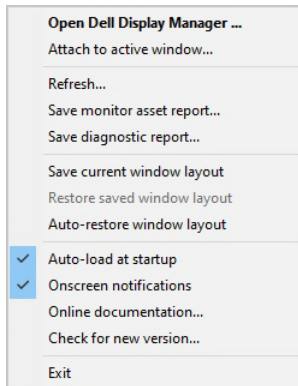 Open Dell Display Manager ...
Attach to active window...
Refresh...
Save monitor asset report...
Save diagnostic report...
Save current window layout
Restore saved window layout
Auto-restore window layout
Auto-load at startup
Onscreen notifications
Online documentation...
Check for new version...
Exit